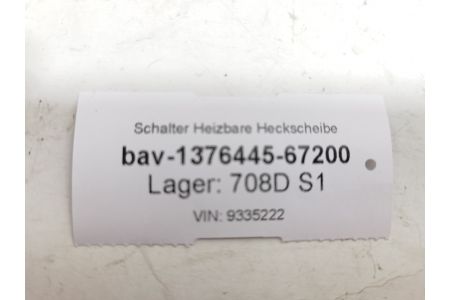 Schalter Heizbare Heckscheibe
bav-1376445-67200
Lager: 708D S1
VIN: 9335222